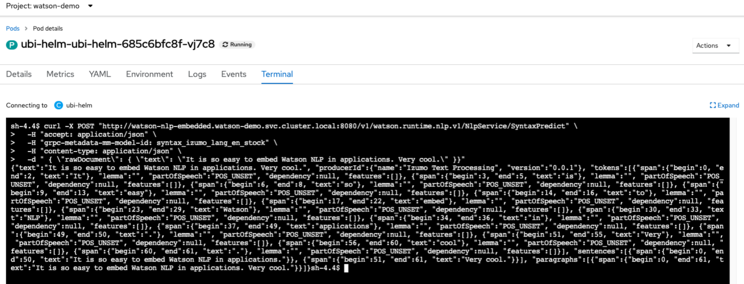 Project: watson-demo
Pods Pod details
P ubi-helm-ubi-helm-685c6bfc8f-vj7c8 Running
Actions
Details Metrics YAML Environment Logs Events Terminal
Connecting to C ubi-helm
Expand
sh-4.4$ curl -X POST "http://watson-nlp-embedded.watson-demo.svc.cluster.local:8080/v1/watson.runtime.nlp.v1/NlpService/SyntaxPredict" \
> -H "accept: application/json" \
> -H "grpc-metadata-mm-model-id: syntax_izumo_lang_en_stock" \
> -H "content-type: application/json" \
> -d " { \"rawDocument\": { \"text\": \"It is so easy to embed Watson NLP in applications. Very cool.\" }}"
{"text":"It is so easy to embed Watson NLP in applications. Very cool.", "producerId":{"name":"Izumo Text Processing", "version":"0.0.1"}, "tokens":[{"span":{"begin":0, "e
nd":2, "text":"It"}, "lemma":"", "partOfSpeech":"POS_UNSET", "dependency":null, "features":[]}, {"span":{"begin":3, "end":5, "text":"is"}, "lemma":"", "partOfSpeech":"POS_
UNSET", "dependency":null, "features":[]}, {"span":{"begin":6, "end":8, "text":"so"}, "lemma":"", "partOfSpeech":"POS_UNSET", "dependency":null, "features":[]}, {"span":{"
begin":9, "end":13, "text":"easy"}, "lemma":"", "partOfSpeech":"POS_UNSET", "dependency":null, "features":[]}, {"span":{"begin":14, "end":16, "text":"to"}, "lemma":"", "pa
rtOfSpeech":"POS_UNSET", "dependency":null, "features":[]}, {"span":{"begin":17, "end":22, "text":"embed"}, "lemma":"", "partOfSpeech":"POS_UNSET", "dependency":null, "fea
tures":[]}, {"span":{"begin":23, "end":29, "text":"Watson"}, "lemma":"", "partOfSpeech":"POS_UNSET", "dependency":null, "features":[]}, {"span":{"begin":30, "end":33, "tex
t":"NLP"}, "lemma":"", "partOfSpeech":"POS_UNSET", "dependency":null, "features":[]}, {"span":{"begin":34, "end":36, "text":"in"}, "lemma":"", "partOfSpeech":"POS_UNSET",
"dependency":null, "features":[]}, {"span":{"begin":37, "end":49, "text":"applications"}, "lemma":"", "partOfSpeech":"POS_UNSET", "dependency":null, "features":[]}, {"span
":{"begin":49, "end":50, "text":"."}, "lemma":"", "partOfSpeech":"POS_UNSET", "dependency":null, "features":[]}, {"span":{"begin":51, "end":55, "text":"Very"}, "lemma":"",
"partOfSpeech":"POS_UNSET", "dependency":null, "features":[]}, {"span":{"begin":56, "end":60, "text":"cool"}, "lemma":"", "partOfSpeech":"POS_UNSET", "dependency":null, "
features":[]}, {"span":{"begin":60, "end":61, "text":"."}, "lemma":"", "partOfSpeech":"POS_UNSET", "dependency":null, "features":[]}], "sentences":[{"span":{"begin":0, "e
nd":50, "text":"It is so easy to embed Watson NLP in applications."}}, {"span":{"begin":51, "end":61, "text":"Very cool."}}], "paragraphs":[{"span":{"begin":0, "end":61, "t
ext":"It is so easy to embed Watson NLP in applications. Very cool."}}]}sh-4.4$